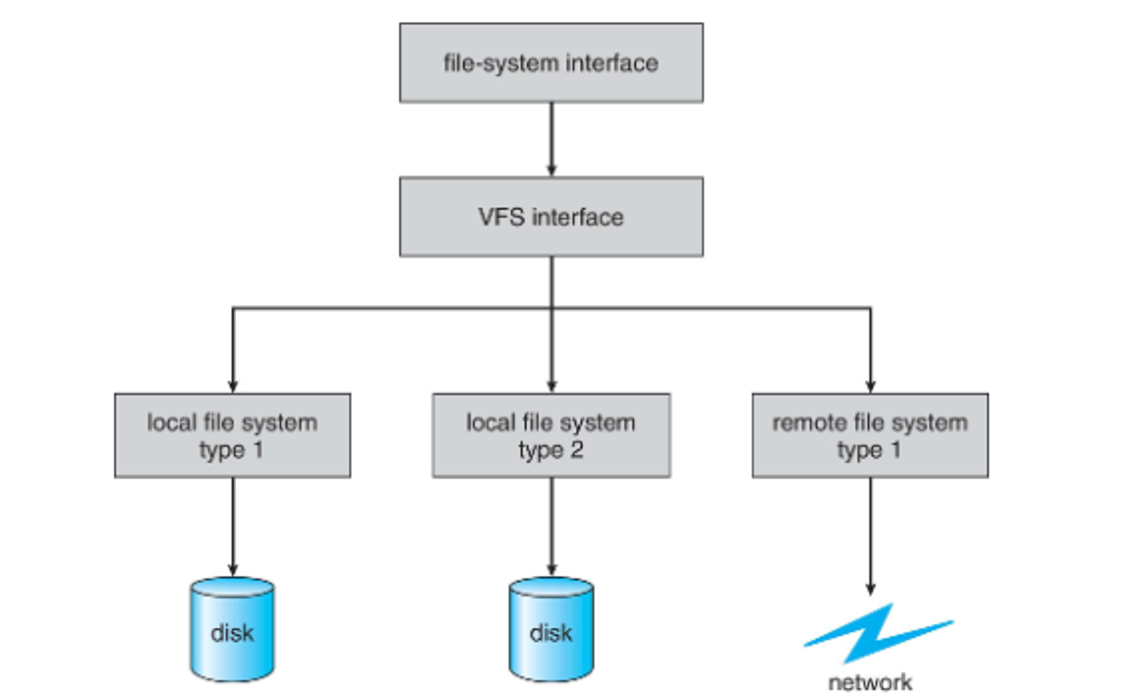 file-system interface
VFS interface
local file system
type 1
local file system
type 2
remote file system
type 1
disk
disk
network